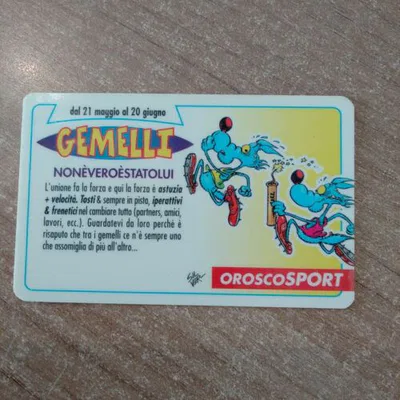 dal 21 maggio al 20 giugno
GEMELLI
NONÈVEROÈSTATOLUI
L'unione fa la forza e qui la forza è astuzia
+ velocità. Tosti & sempre in pista, iperattivi
& frenetici nel cambiare tutto (partners, amici,
lavori, ecc.). Guardatevi da loro perché è
risaputo che tra i gemelli ce n'è sempre uno
che assomiglia di più all'altro...
OROSCOSPORT